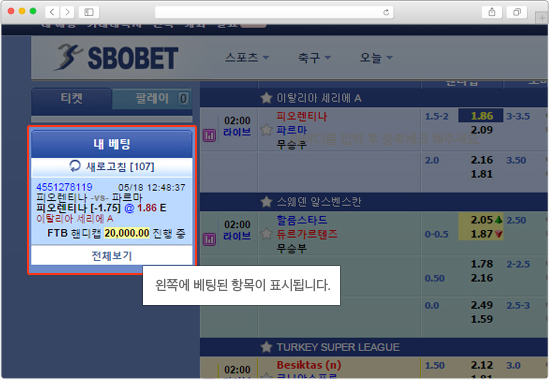 SBOBET
스포츠 축구 오늘
티켓 팔레이 0
내 베팅
새로고침 [107]
4551278119 05/18 12:48:37
피오렌티나 -vs- 파르마
피오렌티나 [-1.75] @ 1.86 E
이탈리아 세리에 A
FTB 핸디캡 20,000.00 진행 중
전체보기
왼쪽에 베팅된 항목이 표시됩니다.
이탈리아 세리에 A
02:00 피오렌티나 1.5-2 1.86 3-3.5
라이브 파르마 2.09
무승부
2.0 2.16 3.50
1.81
스웨덴 알스벤스칸
02:00 할름스타드 2.05 2.50
라이브 듀르가르텐즈 0-0.5 1.87
무승부
1.78 2-2.5
0.50 2.16
0.0 2.49 2.5-3
1.59
TURKEY SUPER LEAGUE
02:00 Besiktas (n) 1.50 2.12 3.0